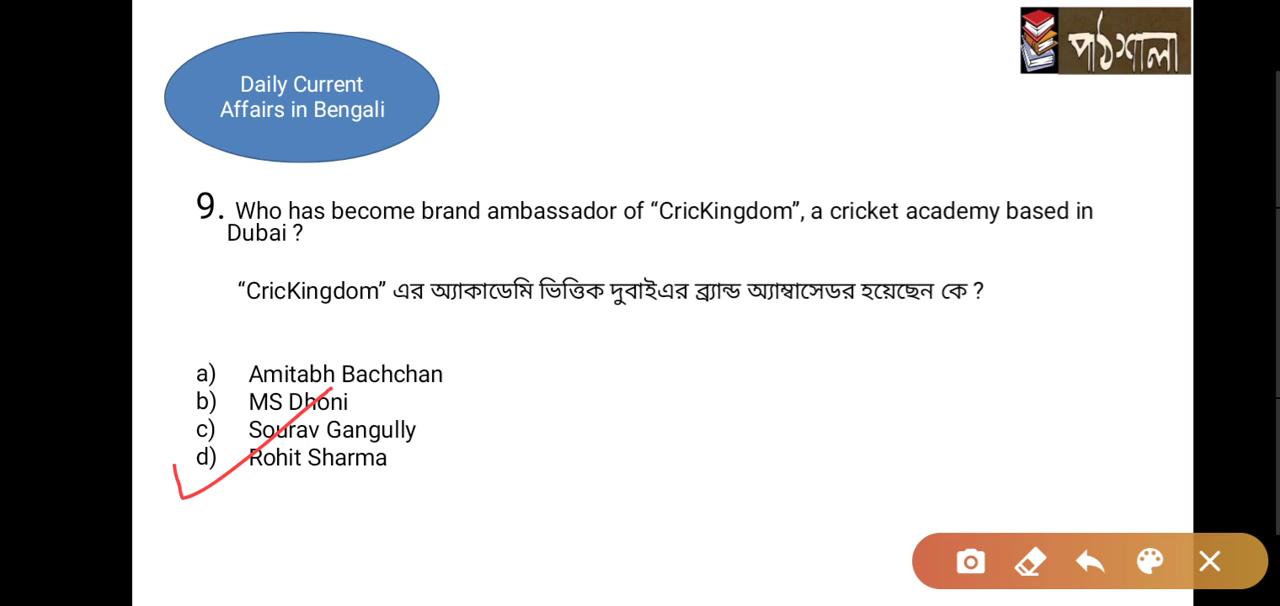 পাঠশালা
Daily Current
Affairs in Bengali
9. Who has become brand ambassador of “CricKingdom”, a cricket academy based in
Dubai ?
“CricKingdom” এর অ্যাকাডেমি ভিত্তিক দুবাইএর ব্র্যান্ড অ্যাম্বাসেডর হয়েছেন কে ?
a) Amitabh Bachchan
b) MS Dhoni
c) Sourav Gangully
d) Rohit Sharma